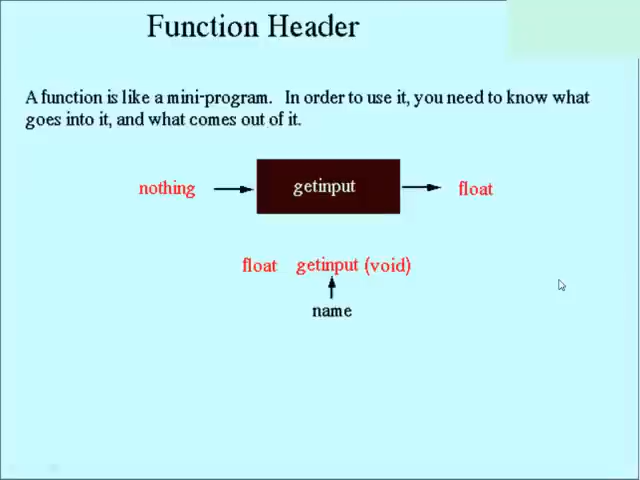 Function Header
A function is like a mini-program. In order to use it, you need to know what
goes into it, and what comes out of it.
nothing getinput float
float getinput (void)
name